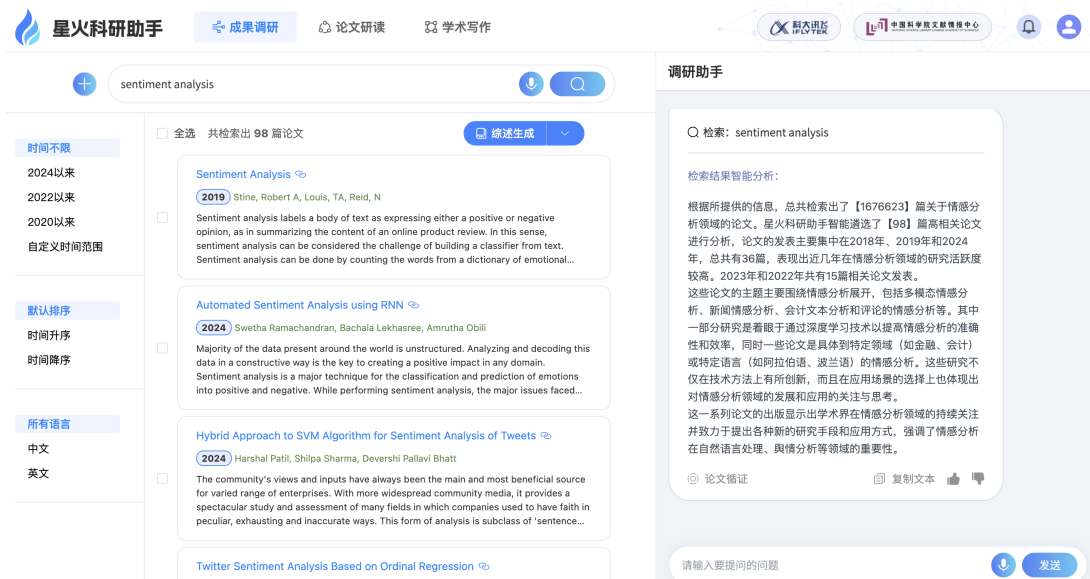 星火科研助手
成果调研
论文研读
学术写作
科大讯飞
iFLYTEK
中国科学院文献情报中心
NATIONAL SCIENCE LIBRARY, CHINESE ACADEMY OF SCIENCES
sentiment analysis
时间不限
2024以来
2022以来
2020以来
自定义时间范围
默认排序
时间升序
时间降序
所有语言
中文
英文
全选 共检索出 98 篇论文
综述生成
Sentiment Analysis
2019 Stine, Robert A, Louis, TA, Reid, N
Sentiment analysis labels a body of text as expressing either a positive or negative
opinion, as in summarizing the content of an online product review. In this sense,
sentiment analysis can be considered the challenge of building a classifier from text.
Sentiment analysis can be done by counting the words from a dictionary of emotional...
Automated Sentiment Analysis using RNN
2024 Swetha Ramachandran, Bachala Lekhasree, Amrutha Obili
Majority of the data present around the world is unstructured. Analyzing and decoding this
data in a constructive way is the key to creating a positive impact in any domain.
Sentiment analysis is a major technique for the classification and prediction of emotions
into positive and negative. While performing sentiment analysis, the major issues faced...
Hybrid Approach to SVM Algorithm for Sentiment Analysis of Tweets
2024 Harshal Patil, Shilpa Sharma, Devershi Pallavi Bhatt
The community's views and inputs have always been the main and most beneficial source
for varied range of enterprises. With more widespread community media, it provides a
spectacular study and assessment of many fields in which companies used to have faith in
peculiar, exhausting and inaccurate ways. This form of analysis is subclass of 'sentence...
Twitter Sentiment Analysis Based on Ordinal Regression
调研助手
检索：sentiment analysis
检索结果智能分析：
根据所提供的信息，总共检索出了【1676623】篇关于情感分
析领域的论文。星火科研助手智能遴选了【98】篇高相关论文
进行分析，论文的发表主要集中在2018年、2019年和2024
年，总共有36篇，表现出近几年在情感分析领域的研究活跃度
较高。2023年和2022年共有15篇相关论文发表。
这些论文的主题主要围绕情感分析展开，包括多模态情感分
析、新闻情感分析、会计文本分析和评论的情感分析等。其中
一部分研究是着眼于通过深度学习技术以提高情感分析的准确
性和效率，同时一些论文是具体到特定领域（如金融、会计）
或特定语言（如阿拉伯语、波兰语）的情感分析。这些研究不
仅在技术方法上有所创新，而且在应用场景的选择上也体现出
对情感分析领域的发展和应用的关注与思考。
这一系列论文的出版显示出学术界在情感分析领域的持续关注
并致力于提出各种新的研究手段和应用方式，强调了情感分析
在自然语言处理、舆情分析等领域的重要性。
论文循证
复制文本
请输入要提问的问题
发送